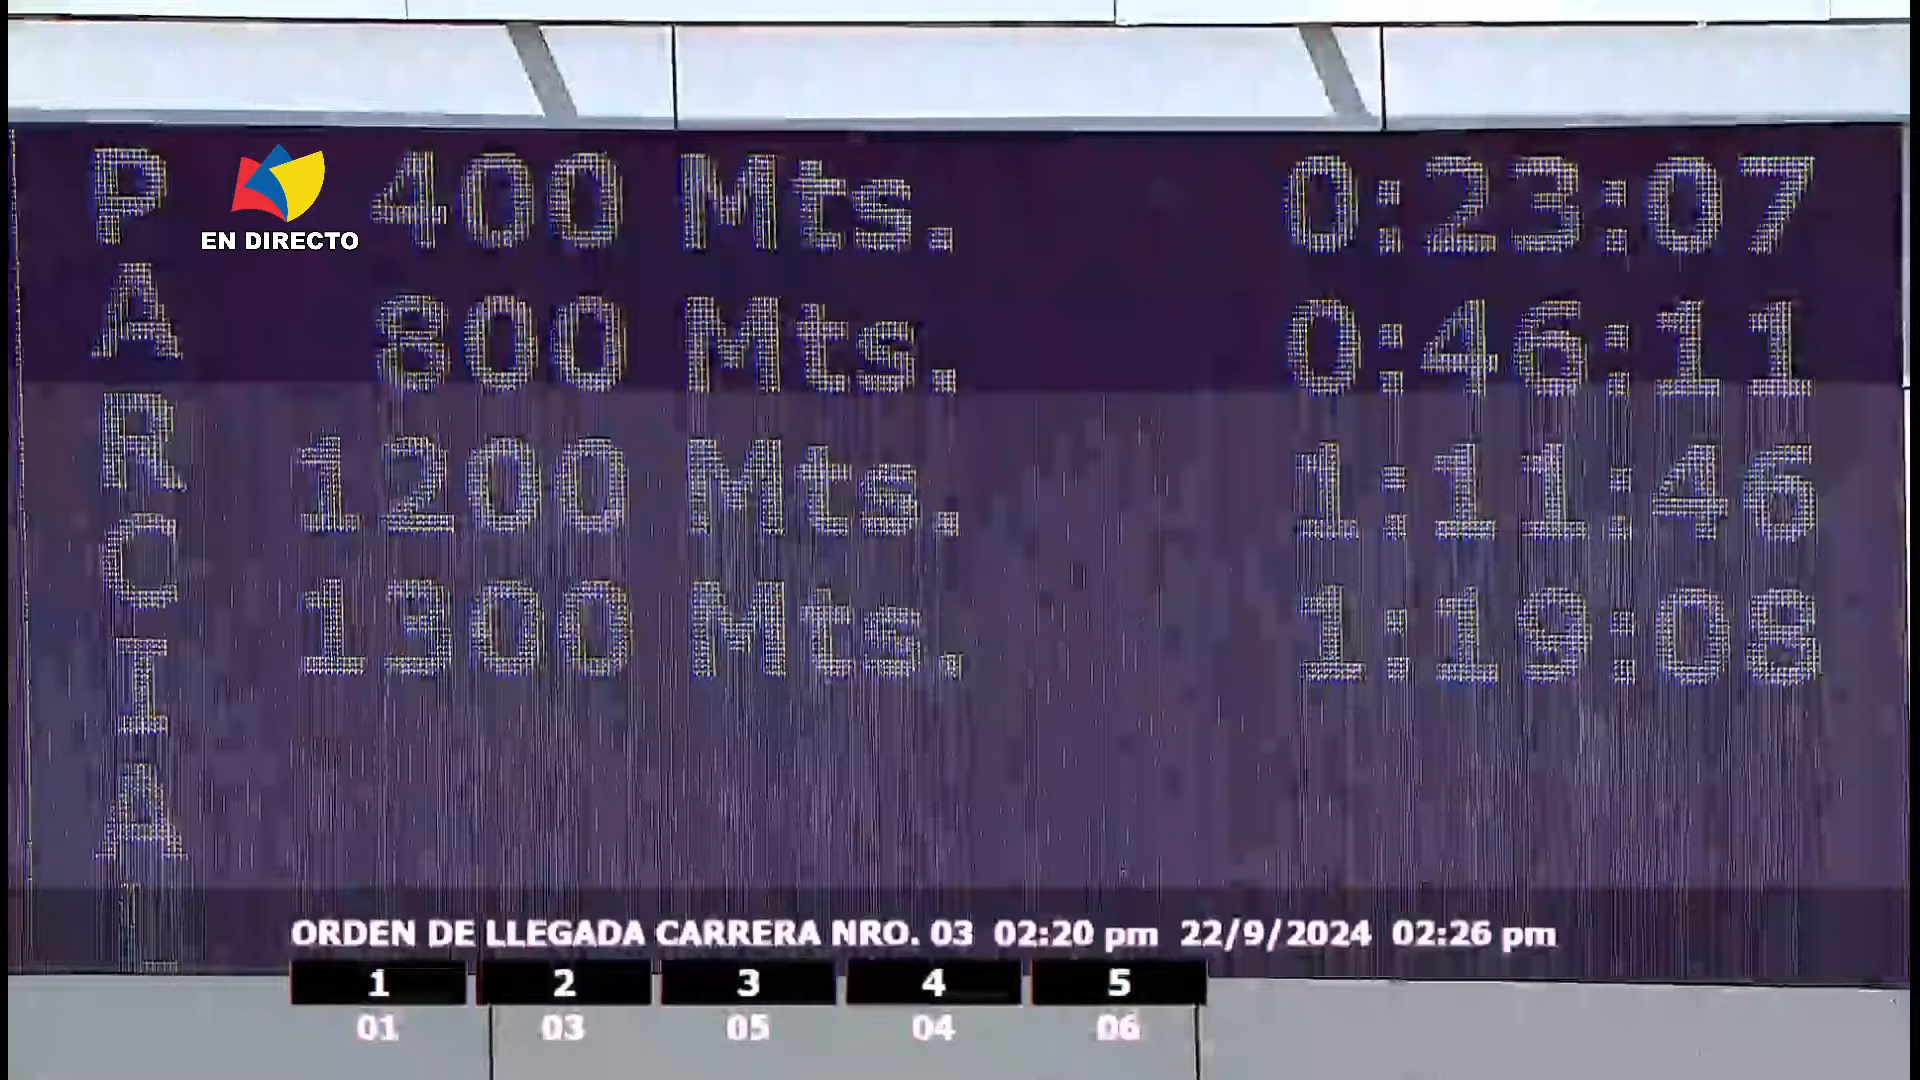 PARCIAL
EN DIRECTO
400 Mts. 0:23:07
800 Mts. 0:46:11
1200 Mts. 1:11:46
1300 Mts. 1:19:08
ORDEN DE LLEGADA CARRERA NRO. 03 02:20 pm 22/9/2024 02:26 pm
1 2 3 4 5
01 03 05 04 06